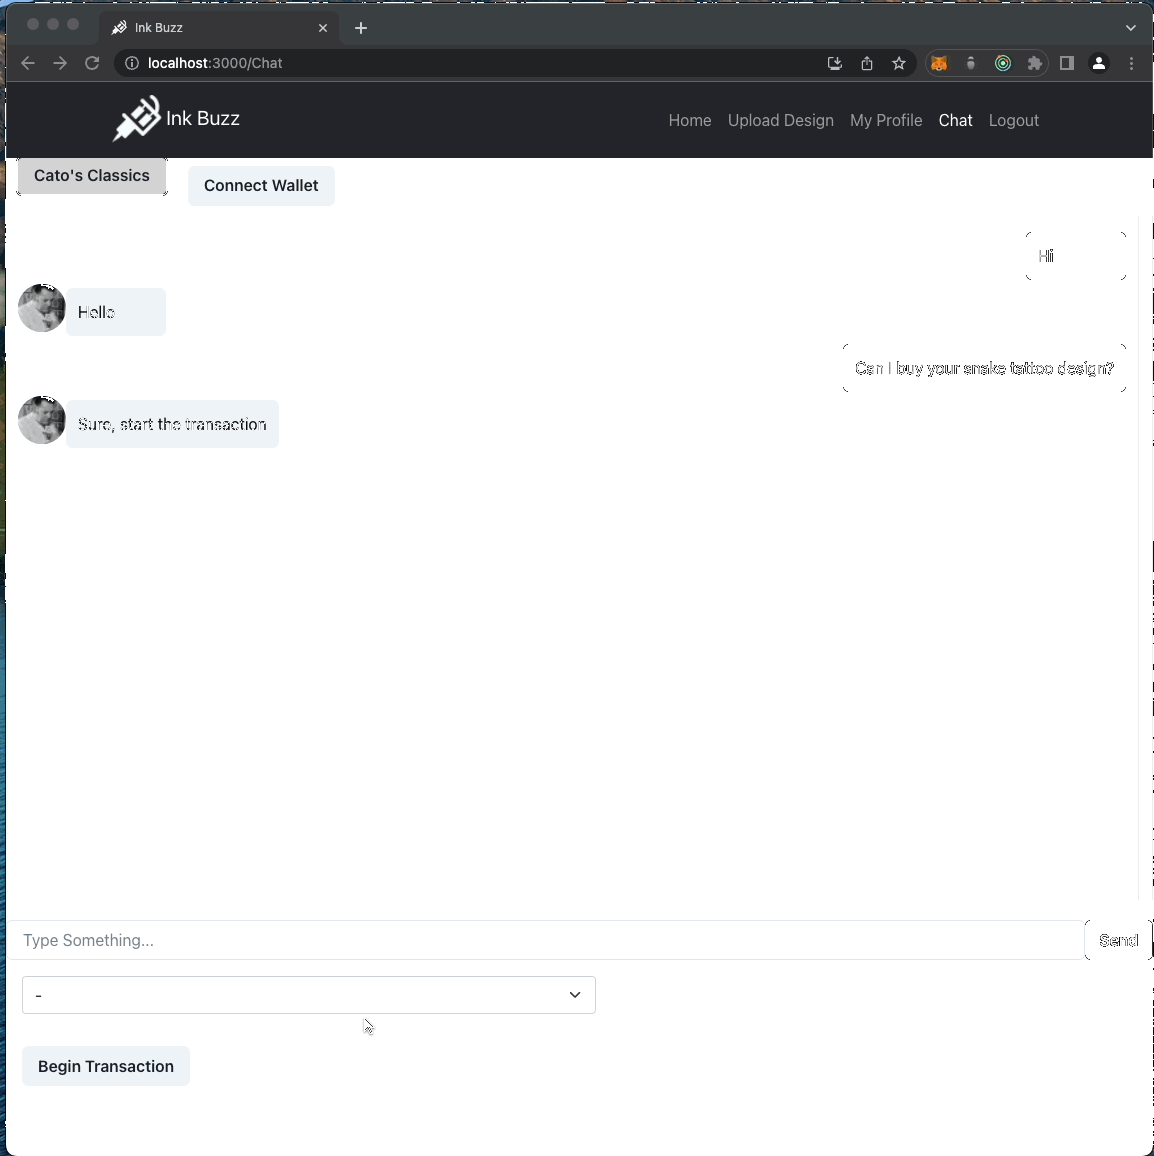 Ink Buzz
localhost:3000/Chat
Ink Buzz
Home Upload Design My Profile Chat Logout
Cato's Classics
Connect Wallet
Hi
Hello
Can I buy your snake tattoo design?
Sure, start the transaction
Type Something...
Send
-
Begin Transaction